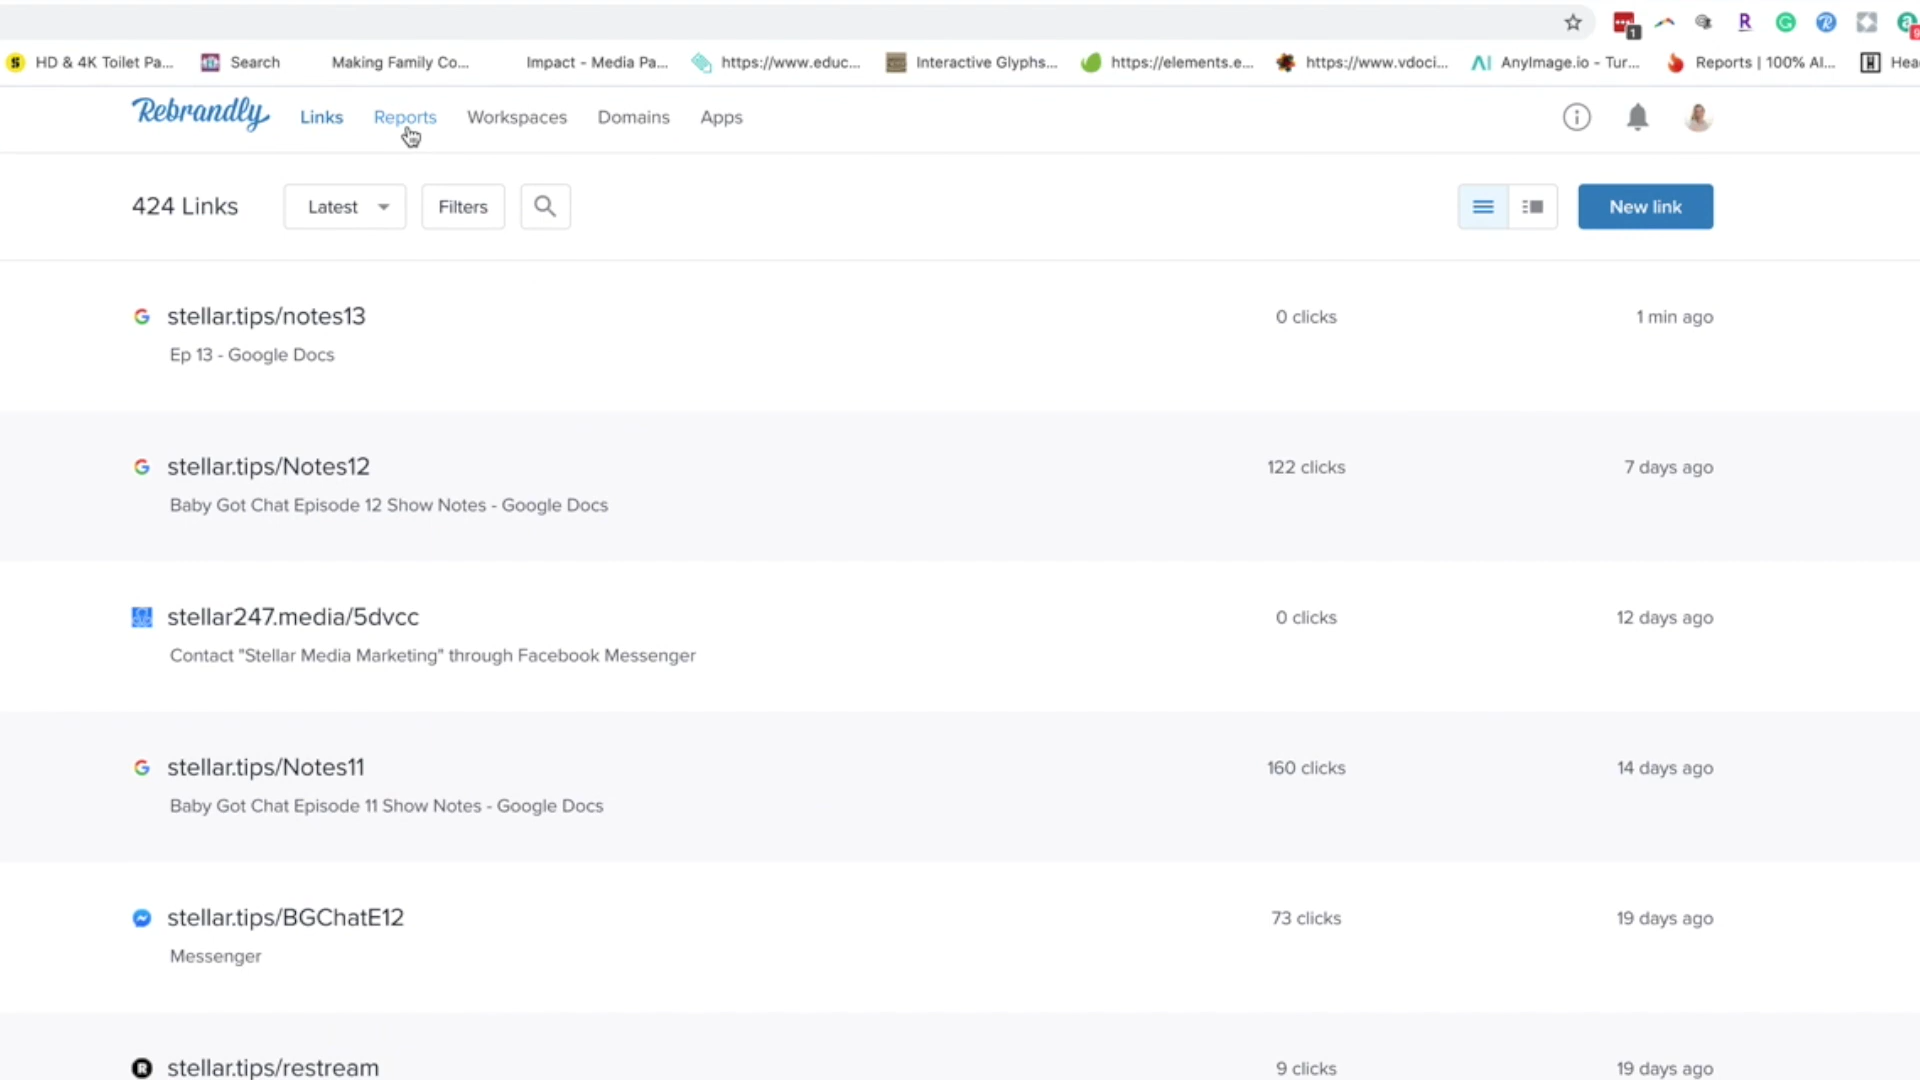 HD & 4K Toilet Pa... Search Making Family Co... Impact - Media Pa... https://www.educ... Interactive Glyphs... https://elements.e... https://www.vdoci... AnyImage.io - Tur... Reports | 100% Al... Hea
Rebrandly Links Reports Workspaces Domains Apps
424 Links Latest Filters New link
stellar.tips/notes13 0 clicks 1 min ago
Ep 13 - Google Docs
stellar.tips/Notes12 122 clicks 7 days ago
Baby Got Chat Episode 12 Show Notes - Google Docs
stellar247.media/5dvcc 0 clicks 12 days ago
Contact "Stellar Media Marketing" through Facebook Messenger
stellar.tips/Notes11 160 clicks 14 days ago
Baby Got Chat Episode 11 Show Notes - Google Docs
stellar.tips/BGChatE12 73 clicks 19 days ago
Messenger
stellar.tips/restream 9 clicks 19 days ago